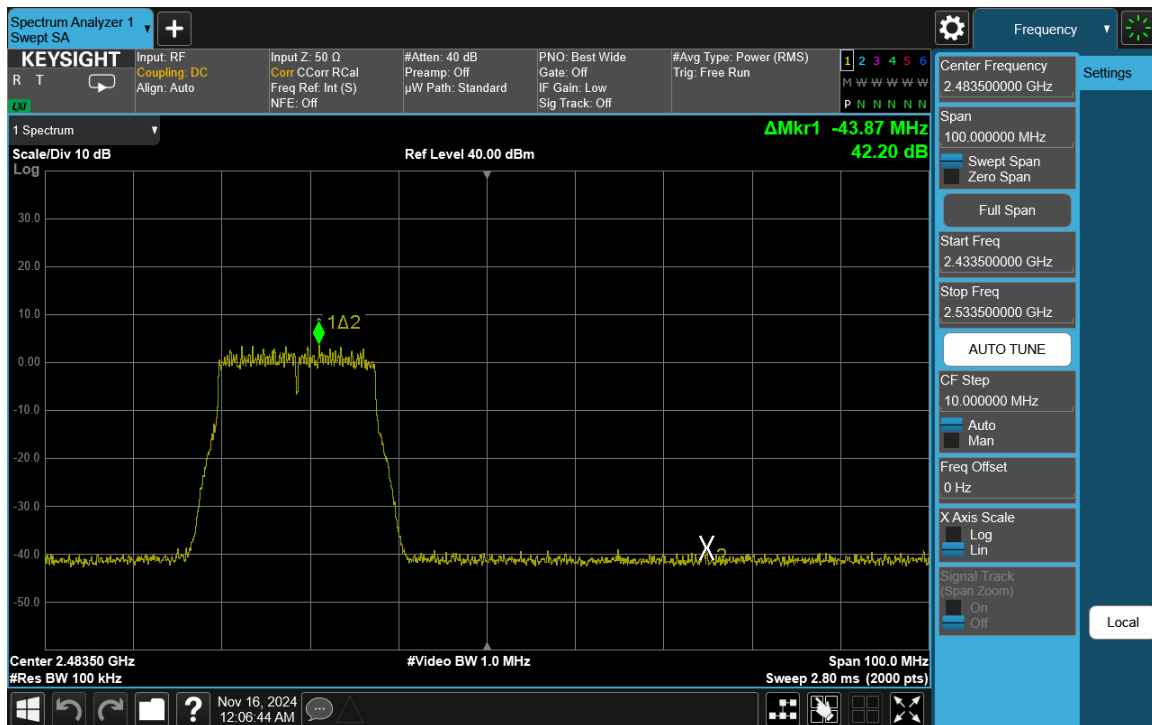 Spectrum Analyzer 1
Swept SA
Frequency
KEYSIGHT
R T
LXI
Input: RF
Coupling: DC
Align: Auto
Input Z: 50 Ω
Corr CCorr RCal
Freq Ref: Int (S)
NFE: Off
#Atten: 40 dB
Preamp: Off
µW Path: Standard
PNO: Best Wide
Gate: Off
IF Gain: Low
Sig Track: Off
#Avg Type: Power (RMS)
Trig: Free Run
1 2 3 4 5 6
M W W W W W
P N N N N N
1 Spectrum
Scale/Div 10 dB
Log
Ref Level 40.00 dBm
ΔMkr1 -43.87 MHz
42.20 dB
30.0
20.0
10.0
0.00
-10.0
-20.0
-30.0
-40.0
-50.0
1Δ2
X2
Center 2.48350 GHz
#Res BW 100 kHz
#Video BW 1.0 MHz
Span 100.0 MHz
Sweep 2.80 ms (2000 pts)
Center Frequency
2.483500000 GHz
Span
100.000000 MHz
Swept Span
Zero Span
Full Span
Start Freq
2.433500000 GHz
Stop Freq
2.533500000 GHz
AUTO TUNE
CF Step
10.000000 MHz
Auto
Man
Freq Offset
0 Hz
X Axis Scale
Log
Lin
Signal Track
(Span Zoom)
On
Off
Settings
Local
?
Nov 16, 2024
12:06:44 AM